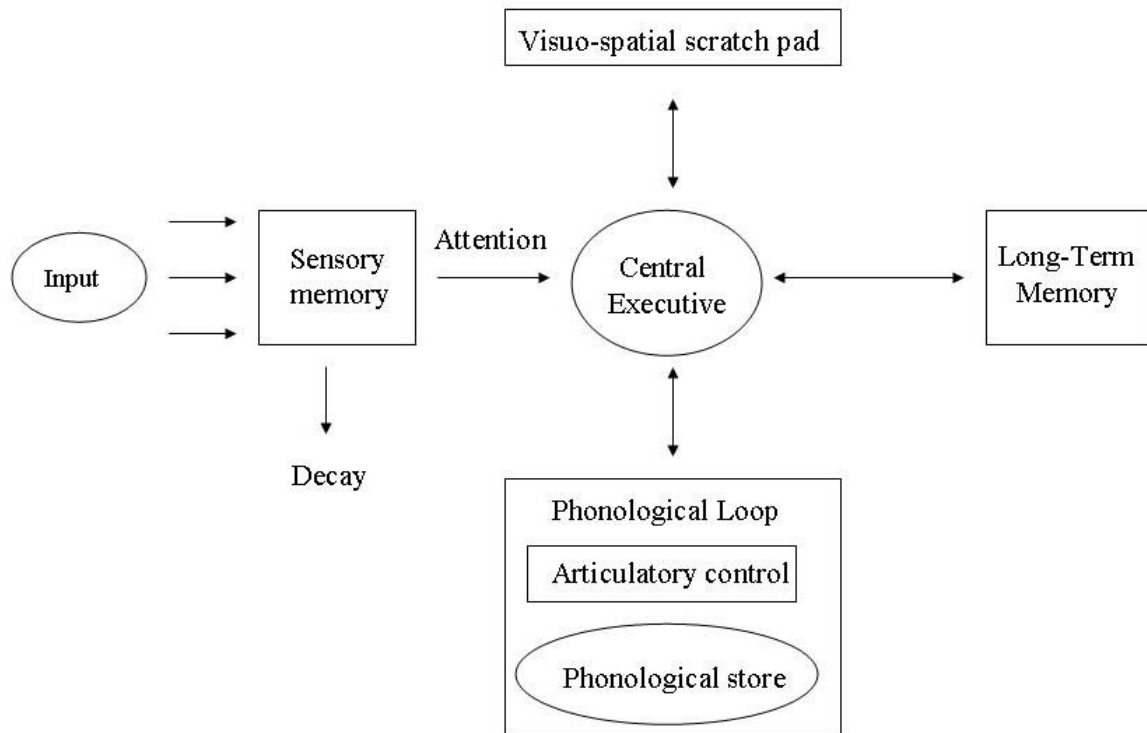 Visuo-spatial scratch pad
Input
Sensory
memory
Attention
Central
Executive
Long-Term
Memory
Decay
Phonological Loop
Articulatory control
Phonological store